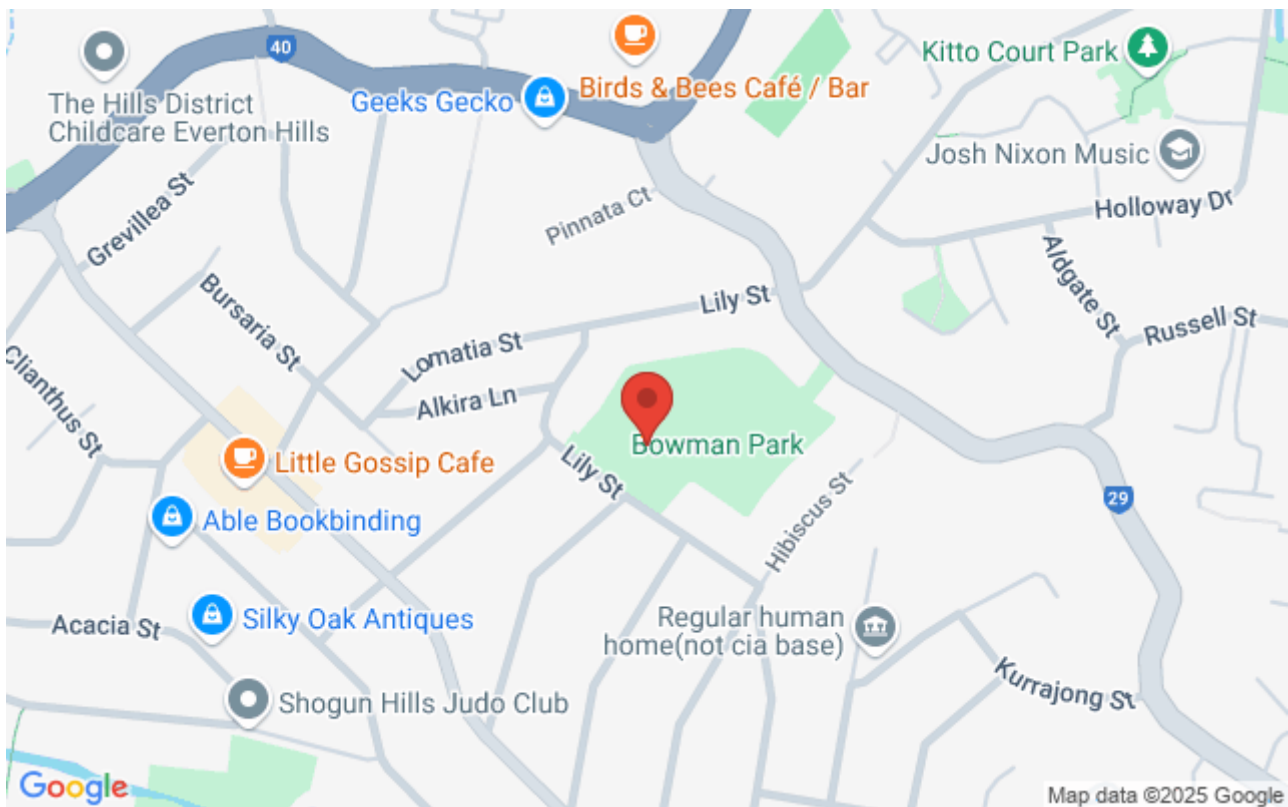 40
Birds & Bees Café / Bar
Kitto Court Park
The Hills District
Childcare Everton Hills
Geeks Gecko
Josh Nixon Music
Grevillea St
Pinnata Ct
Holloway Dr
Aldgate St
Bursaria St
Lily St
Russell St
Lomatia St
Clianthus St
Alkira Ln
Bowman Park
Little Gossip Cafe
Lily St
29
Able Bookbinding
Hibiscus St
Acacia St
Silky Oak Antiques
Regular human
home(not cia base)
Kurrajong St
Shogun Hills Judo Club
Google
Map data ©2025 Google